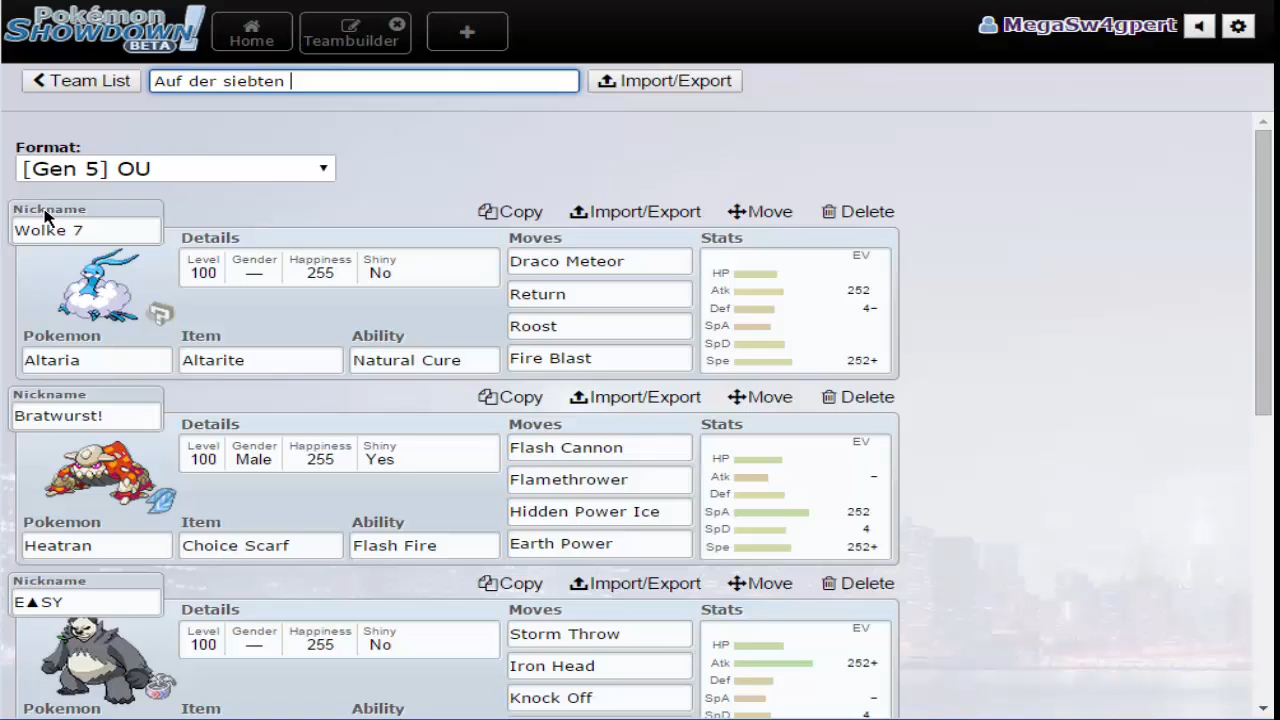 Pokémon
SHOWDOWN!
BETA
Home
Teambuilder
+
MegaSw4gpert
Team List
Auf der siebten
Import/Export
Format:
[Gen 5] OU
Nickname
Wolke 7
Copy Import/Export Move Delete
Details
Moves
Stats
Level Gender Happiness Shiny
100 — 255 No
Draco Meteor
Return
Roost
Fire Blast
EV
HP
Atk 252
Def 4−
SpA
SpD
Spe 252+
Pokemon Item Ability
Altaria Altarite Natural Cure
Nickname
Bratwurst!
Copy Import/Export Move Delete
Details
Moves
Stats
Level Gender Happiness Shiny
100 Male 255 Yes
Flash Cannon
Flamethrower
Hidden Power Ice
Earth Power
EV
HP
Atk −
Def
SpA 252
SpD 4
Spe 252+
Pokemon Item Ability
Heatran Choice Scarf Flash Fire
Nickname
E▲SY
Copy Import/Export Move Delete
Details
Moves
Stats
Level Gender Happiness Shiny
100 — 255 No
Storm Throw
Iron Head
Knock Off
EV
HP
Atk 252+
Def
SpA −
SpD 4
Pokemon Item Ability